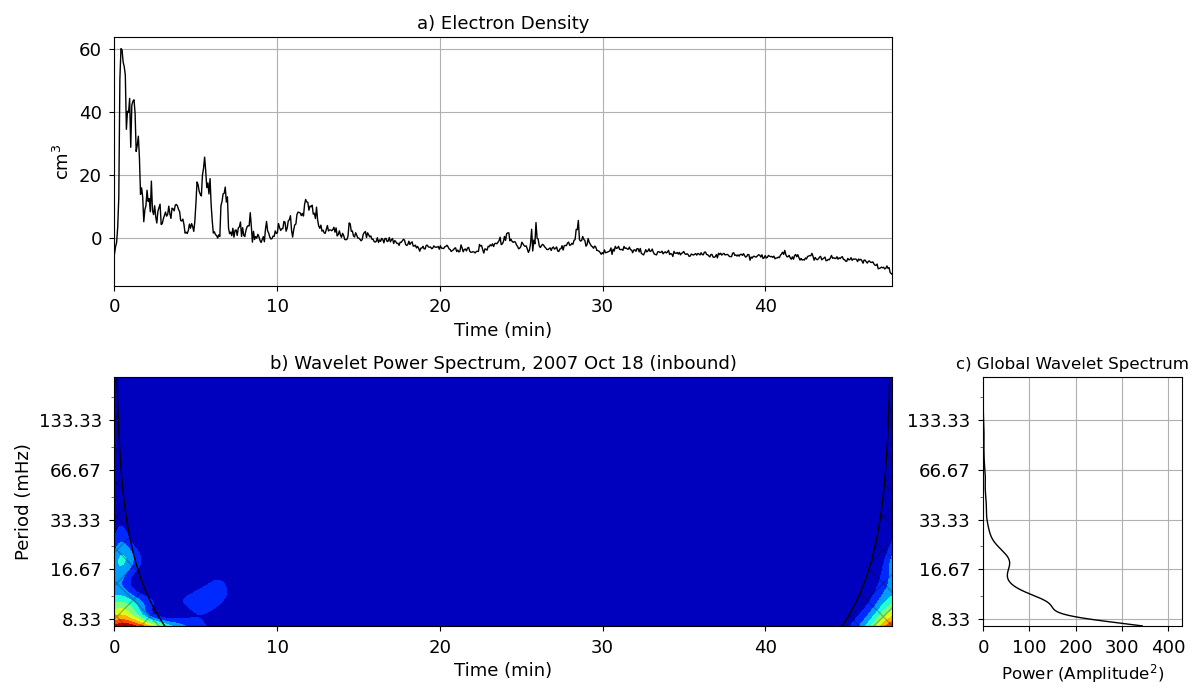 a) Electron Density
60
40
20
0
cm³
0 10 20 30 40
Time (min)
b) Wavelet Power Spectrum, 2007 Oct 18 (inbound)
133.33
66.67
33.33
16.67
8.33
Period (mHz)
0 10 20 30 40
Time (min)
c) Global Wavelet Spectrum
133.33
66.67
33.33
16.67
8.33
0 100 200 300 400
Power (Amplitude²)